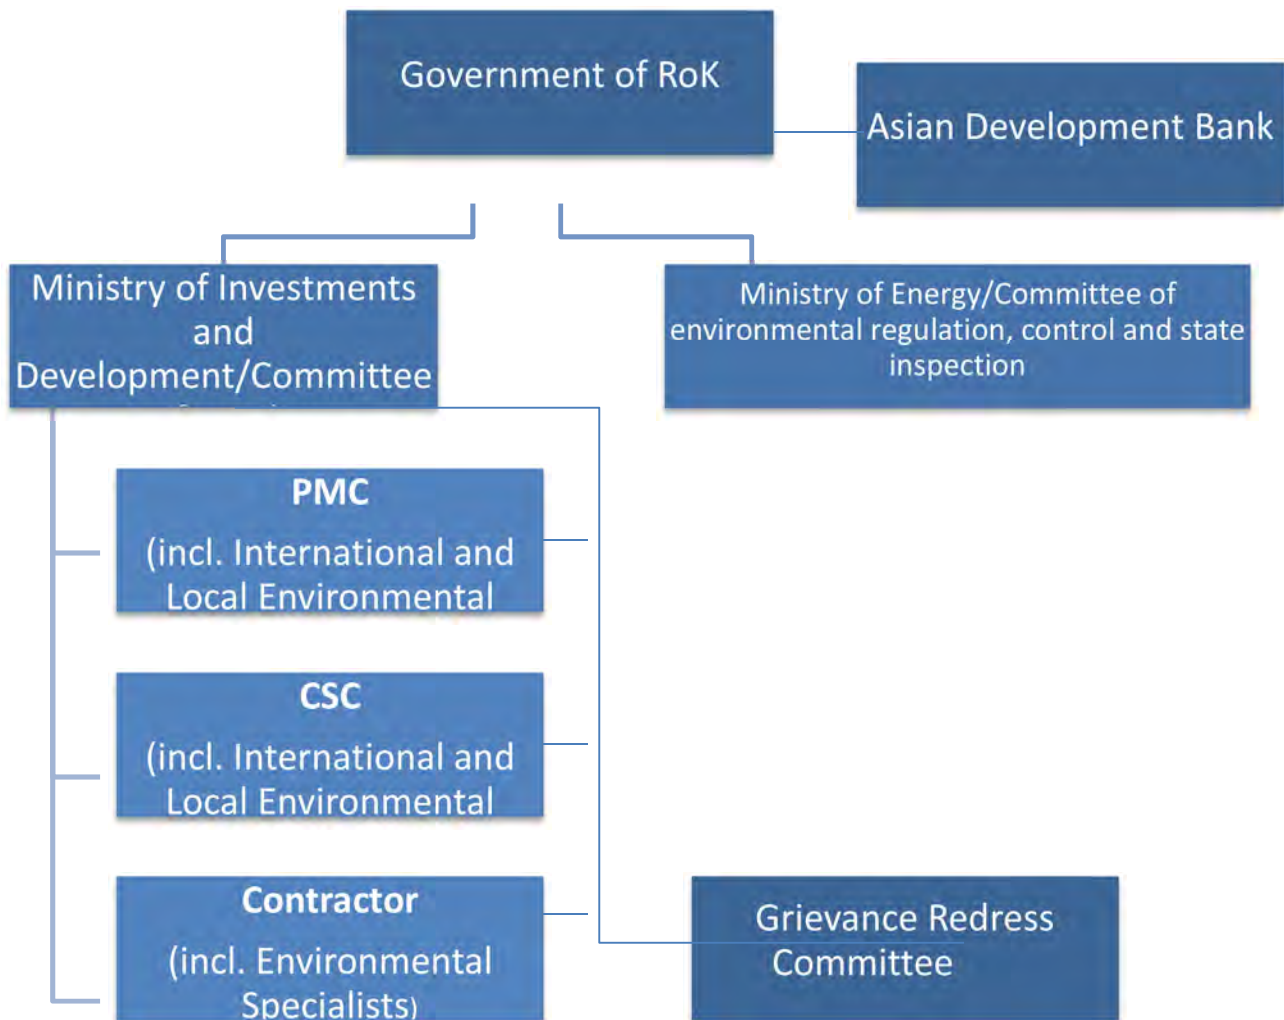 Government of RoK
Asian Development Bank
Ministry of Investments
and
Development/Committee
Ministry of Energy/Committee of
environmental regulation, control and state
inspection
PMC
(incl. International and
Local Environmental
CSC
(incl. International and
Local Environmental
Contractor
(incl. Environmental
Specialists)
Grievance Redress
Committee